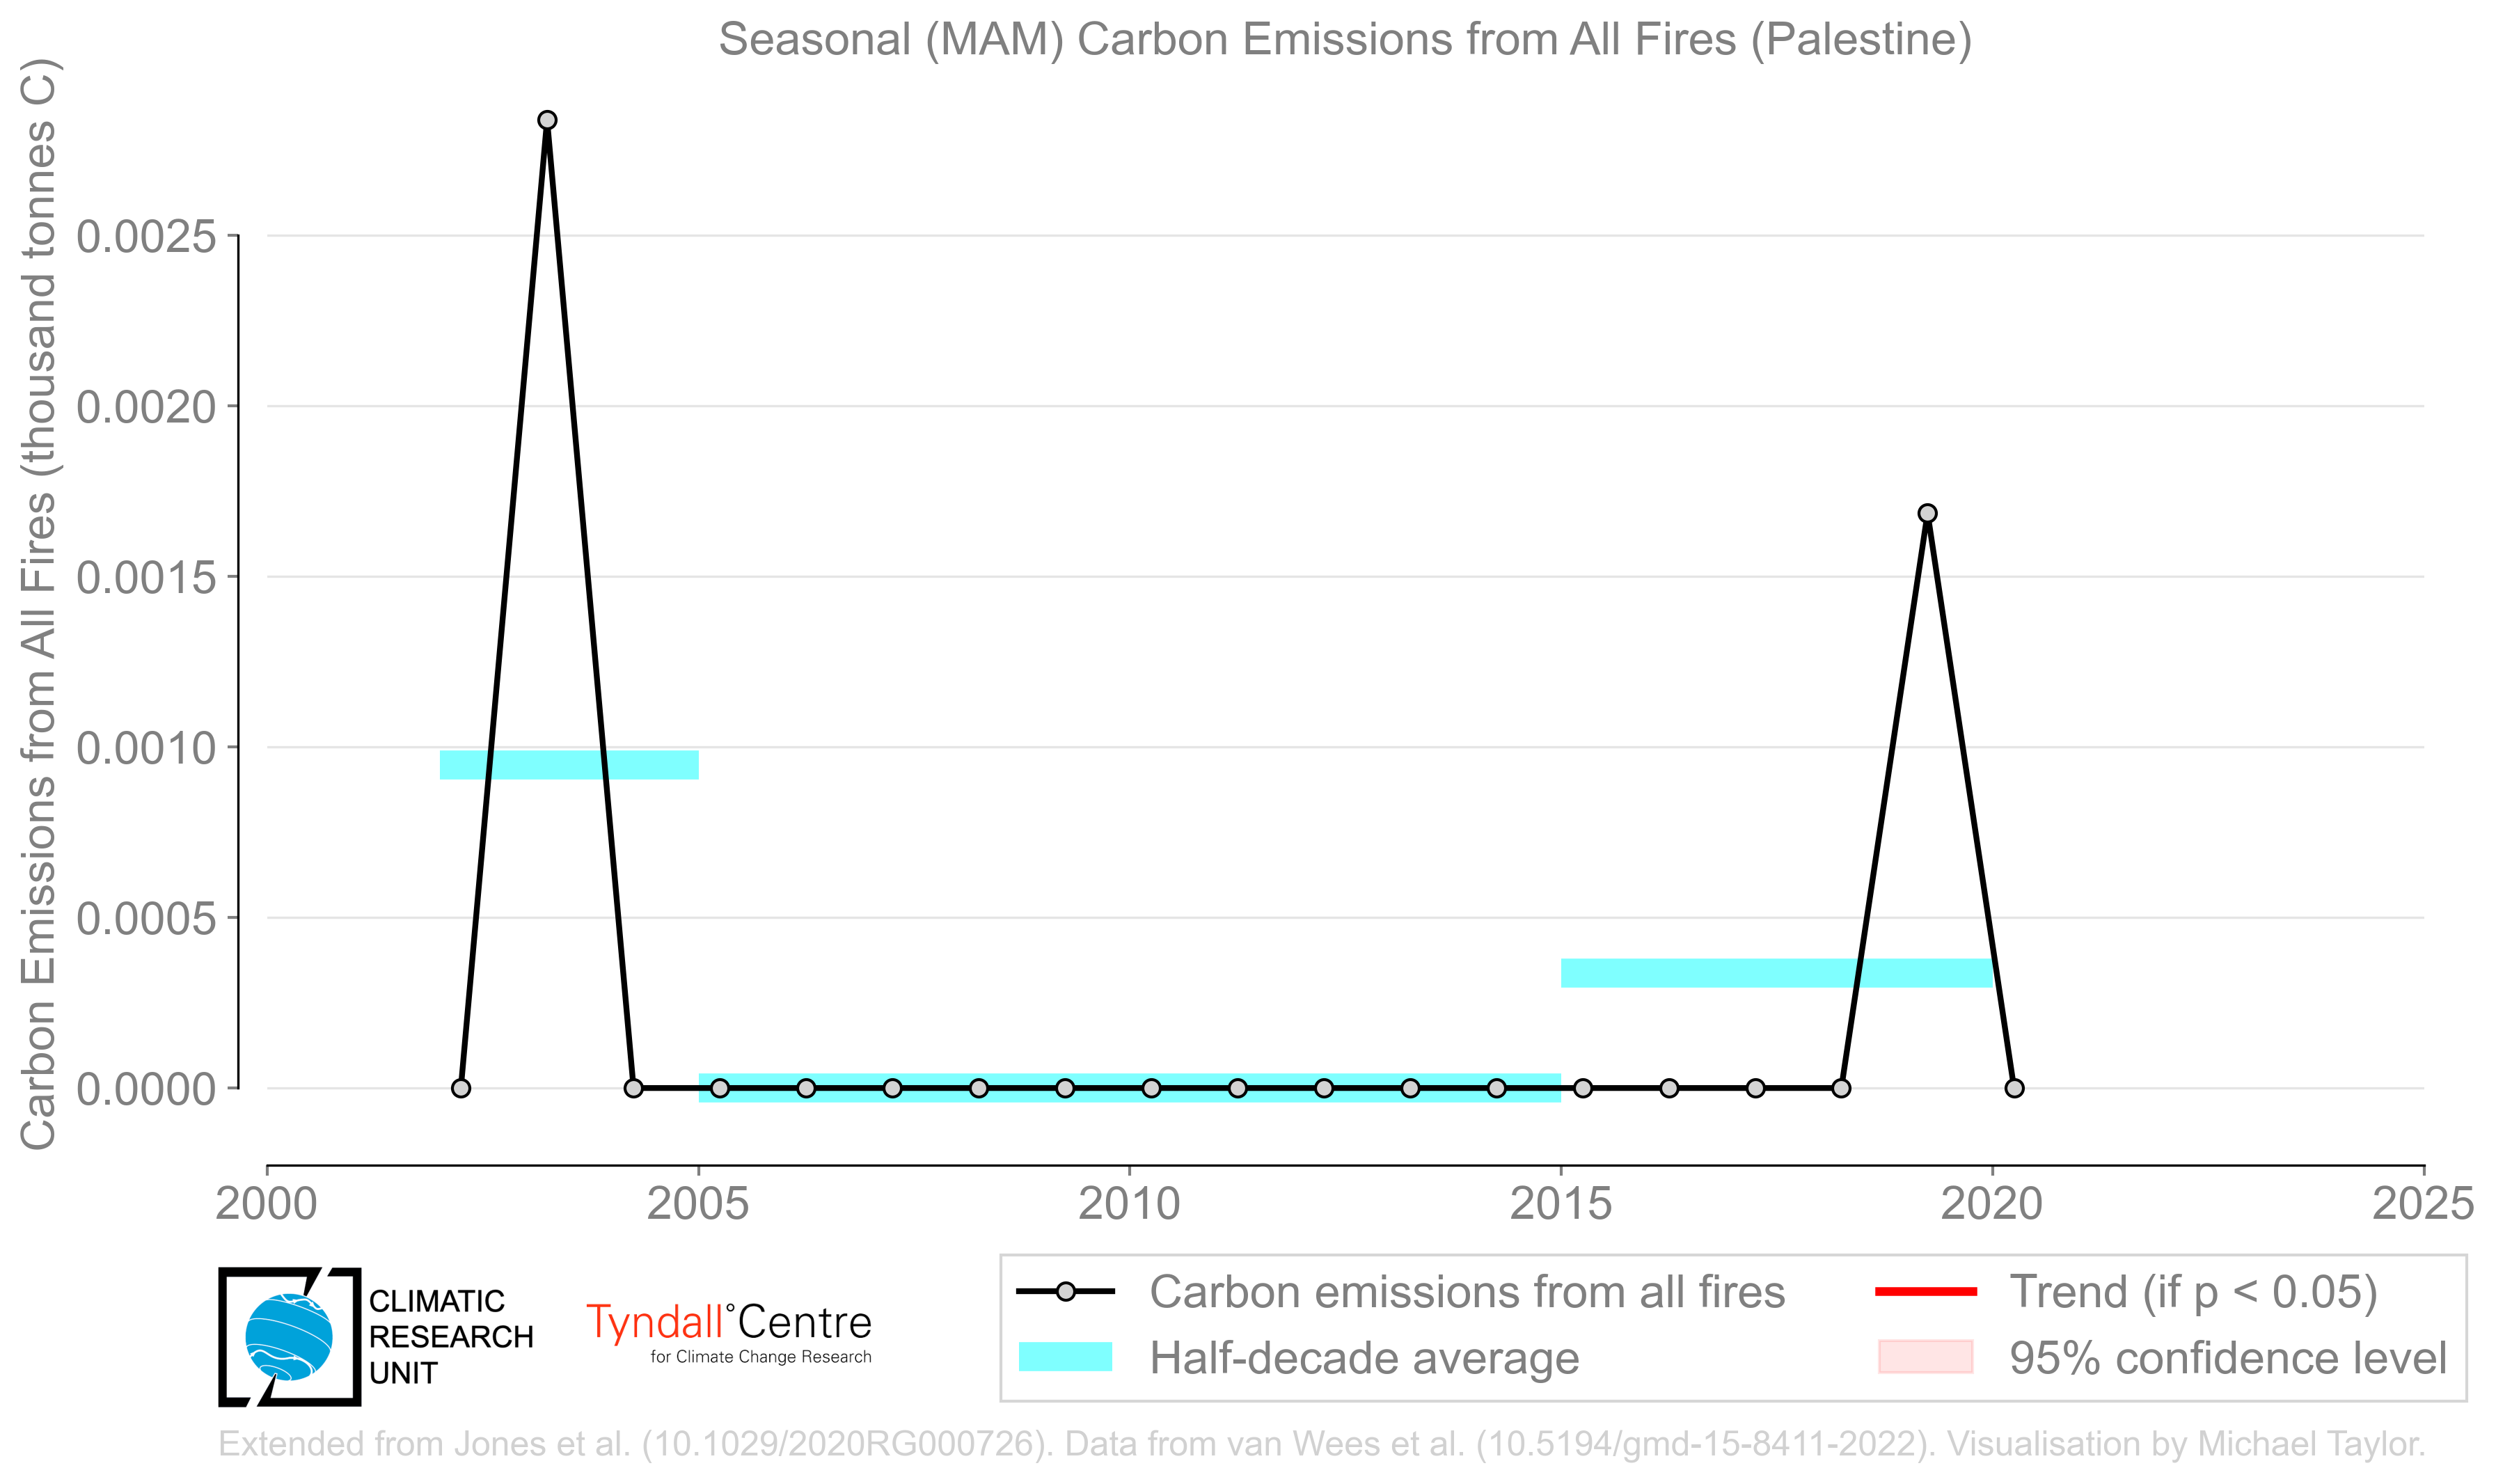 Seasonal (MAM) Carbon Emissions from All Fires (Palestine)
Carbon Emissions from All Fires (thousand tonnes C)
0.0025
0.0020
0.0015
0.0010
0.0005
0.0000
2000 2005 2010 2015 2020 2025
CLIMATIC
RESEARCH
UNIT
Tyndall°Centre
for Climate Change Research
Carbon emissions from all fires
Half-decade average
Trend (if p < 0.05)
95% confidence level
Extended from Jones et al. (10.1029/2020RG000726). Data from van Wees et al. (10.5194/gmd-15-8411-2022). Visualisation by Michael Taylor.